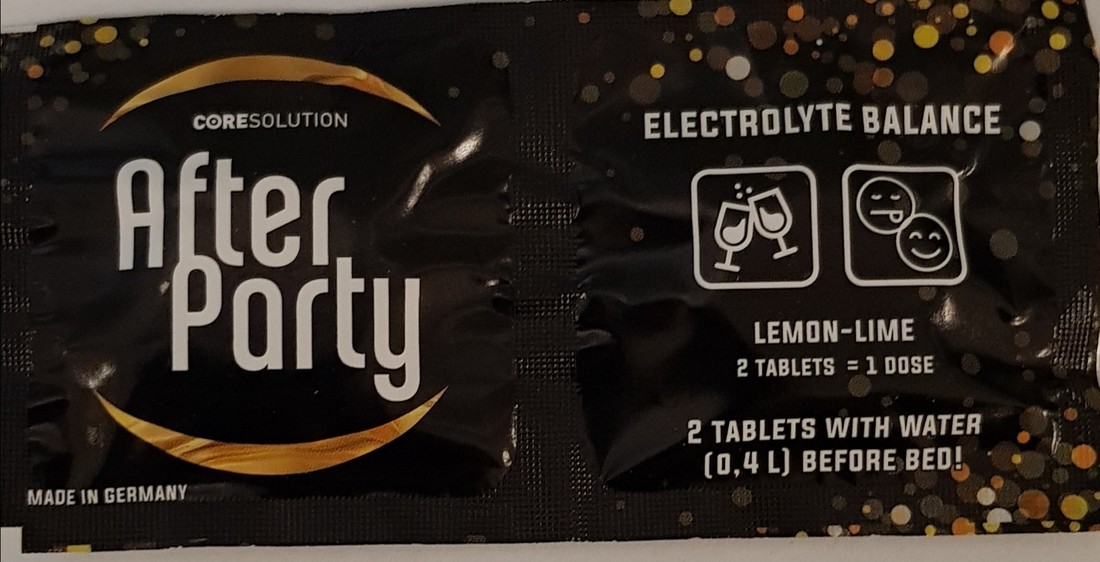 CORESOLUTION
After
Party
MADE IN GERMANY
ELECTROLYTE BALANCE
LEMON-LIME
2 TABLETS = 1 DOSE
2 TABLETS WITH WATER
(0,4 L) BEFORE BED!